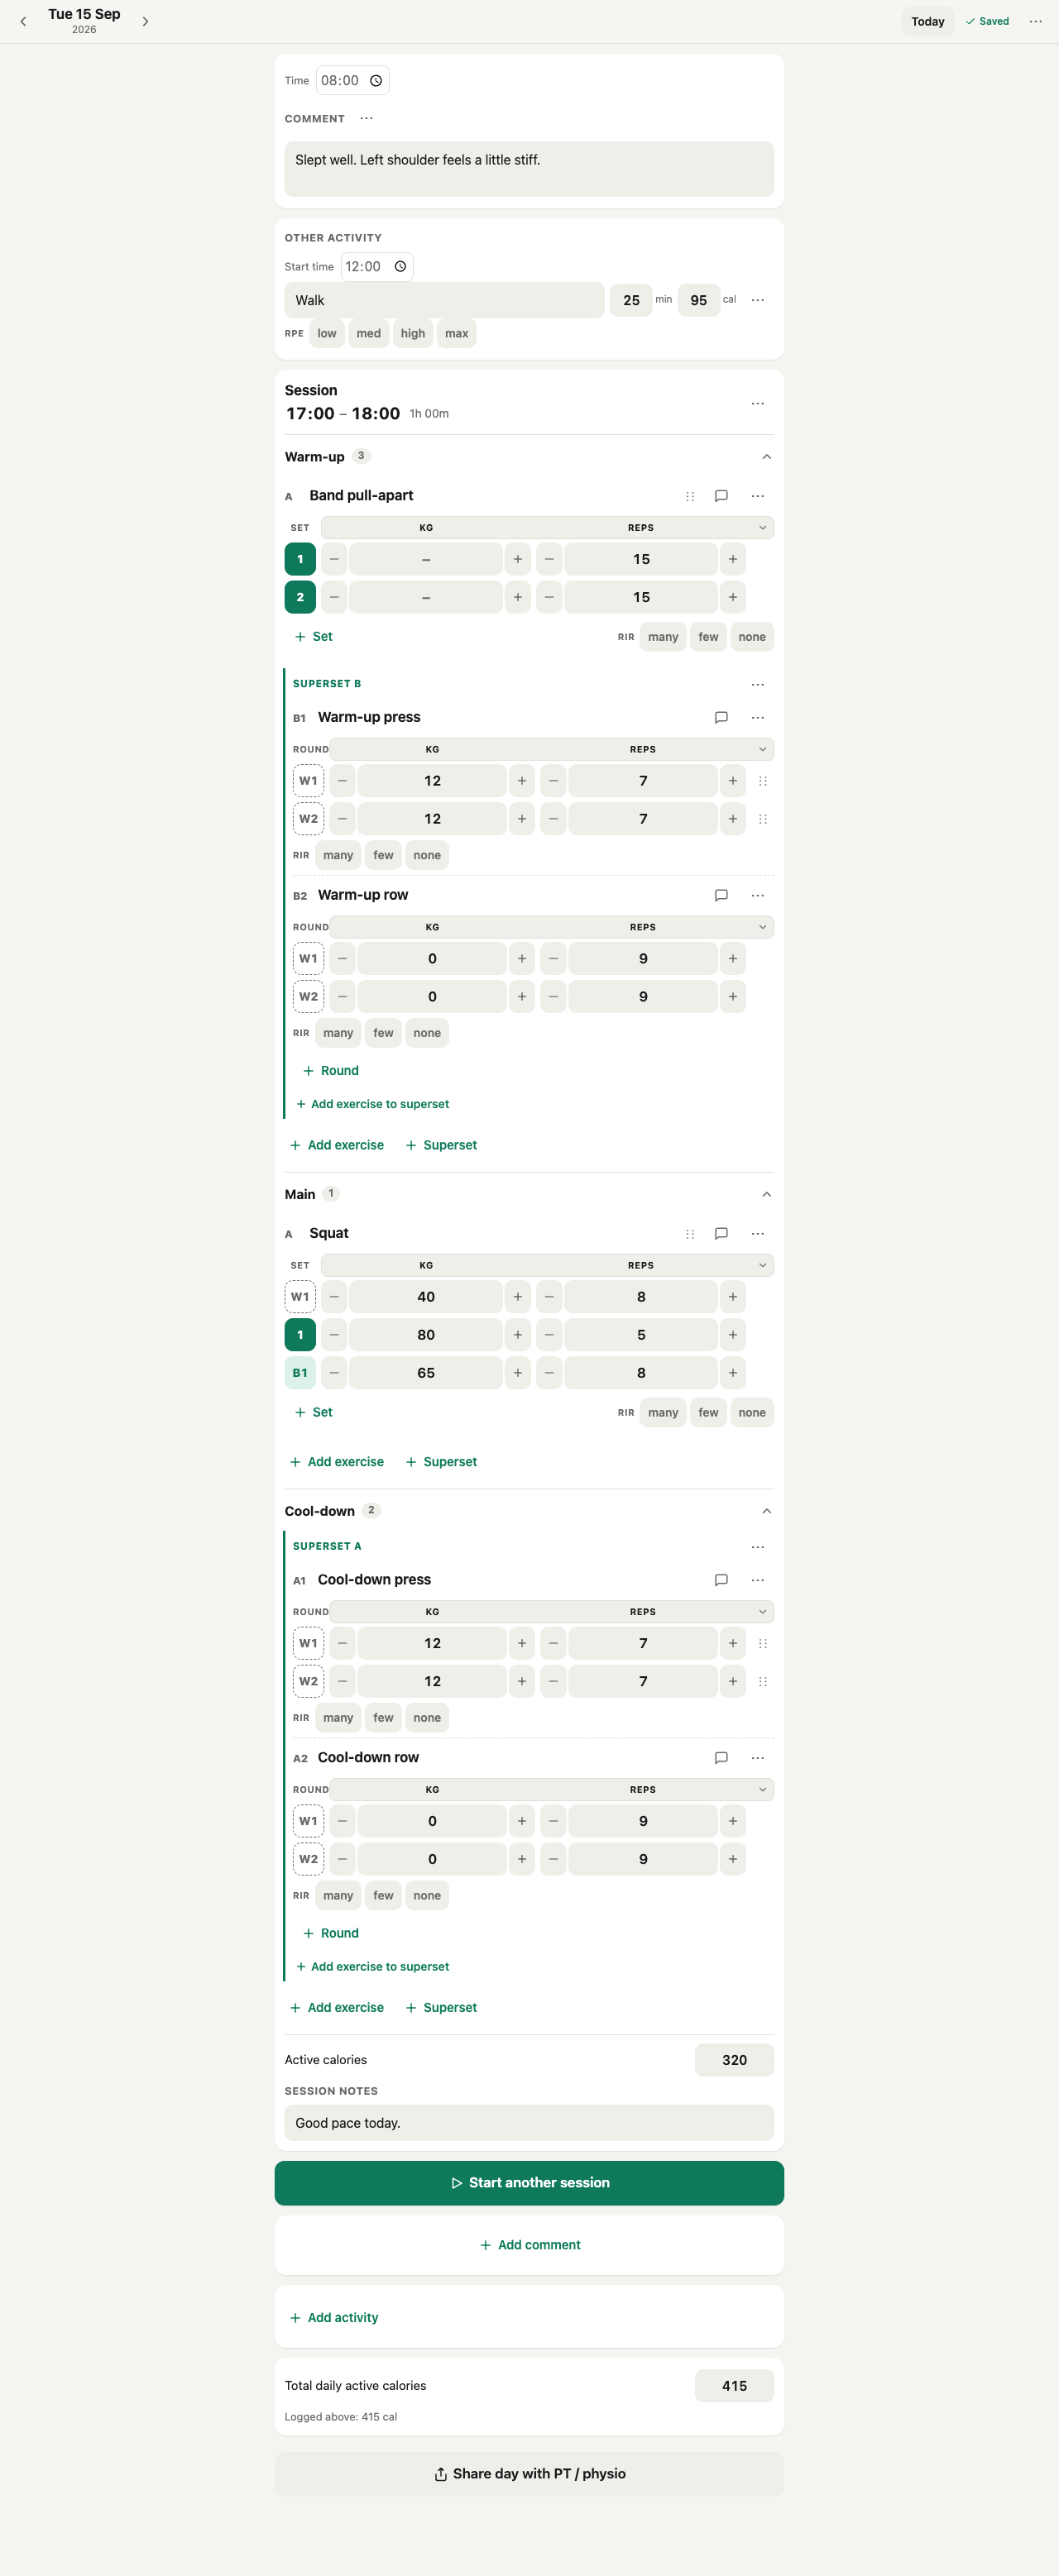 Tue 15 Sep
2026
Today
Saved
Time 08:00
COMMENT
Slept well. Left shoulder feels a little stiff.
OTHER ACTIVITY
Start time 12:00
Walk 25 min 95 cal
RPE low med high max
Session
17:00 – 18:00 1h 00m
Warm-up 3
A Band pull-apart
SET KG REPS
1 – 15
2 – 15
+ Set RIR many few none
SUPERSET B
B1 Warm-up press
ROUND KG REPS
W1 12 7
W2 12 7
RIR many few none
B2 Warm-up row
ROUND KG REPS
W1 0 9
W2 0 9
RIR many few none
+ Round
+ Add exercise to superset
+ Add exercise + Superset
Main 1
A Squat
SET KG REPS
W1 40 8
1 80 5
B1 65 8
+ Set RIR many few none
+ Add exercise + Superset
Cool-down 2
SUPERSET A
A1 Cool-down press
ROUND KG REPS
W1 12 7
W2 12 7
RIR many few none
A2 Cool-down row
ROUND KG REPS
W1 0 9
W2 0 9
RIR many few none
+ Round
+ Add exercise to superset
+ Add exercise + Superset
Active calories 320
SESSION NOTES
Good pace today.
Start another session
+ Add comment
+ Add activity
Total daily active calories 415
Logged above: 415 cal
Share day with PT / physio